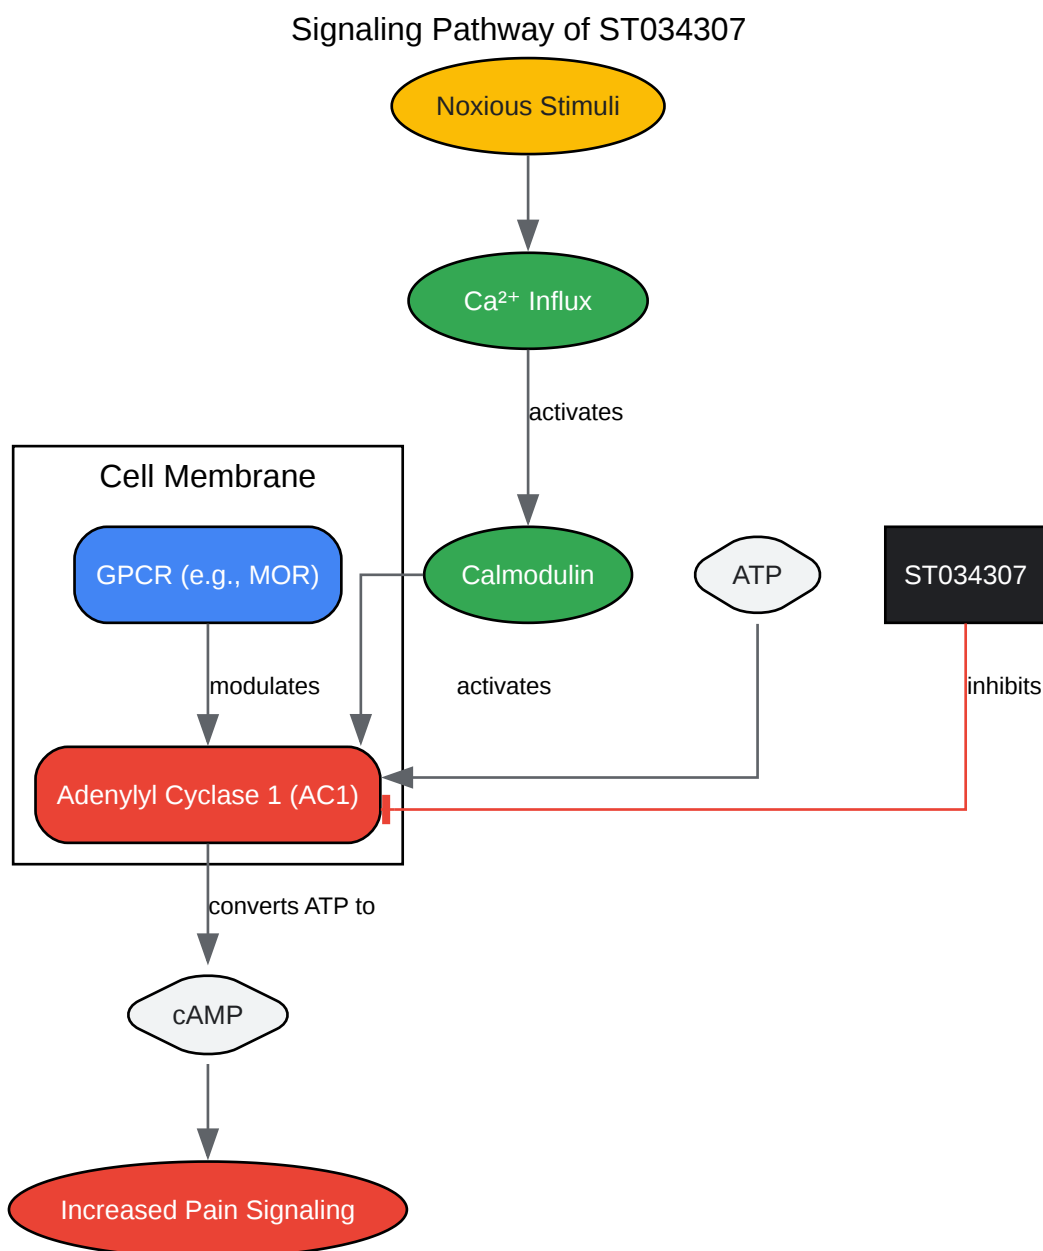 Signaling Pathway of ST034307
Noxious Stimuli
Ca²⁺ Influx
activates
Cell Membrane
GPCR (e.g., MOR)
Calmodulin
ATP
ST034307
modulates
activates
inhibits
Adenylyl Cyclase 1 (AC1)
converts ATP to
cAMP
Increased Pain Signaling